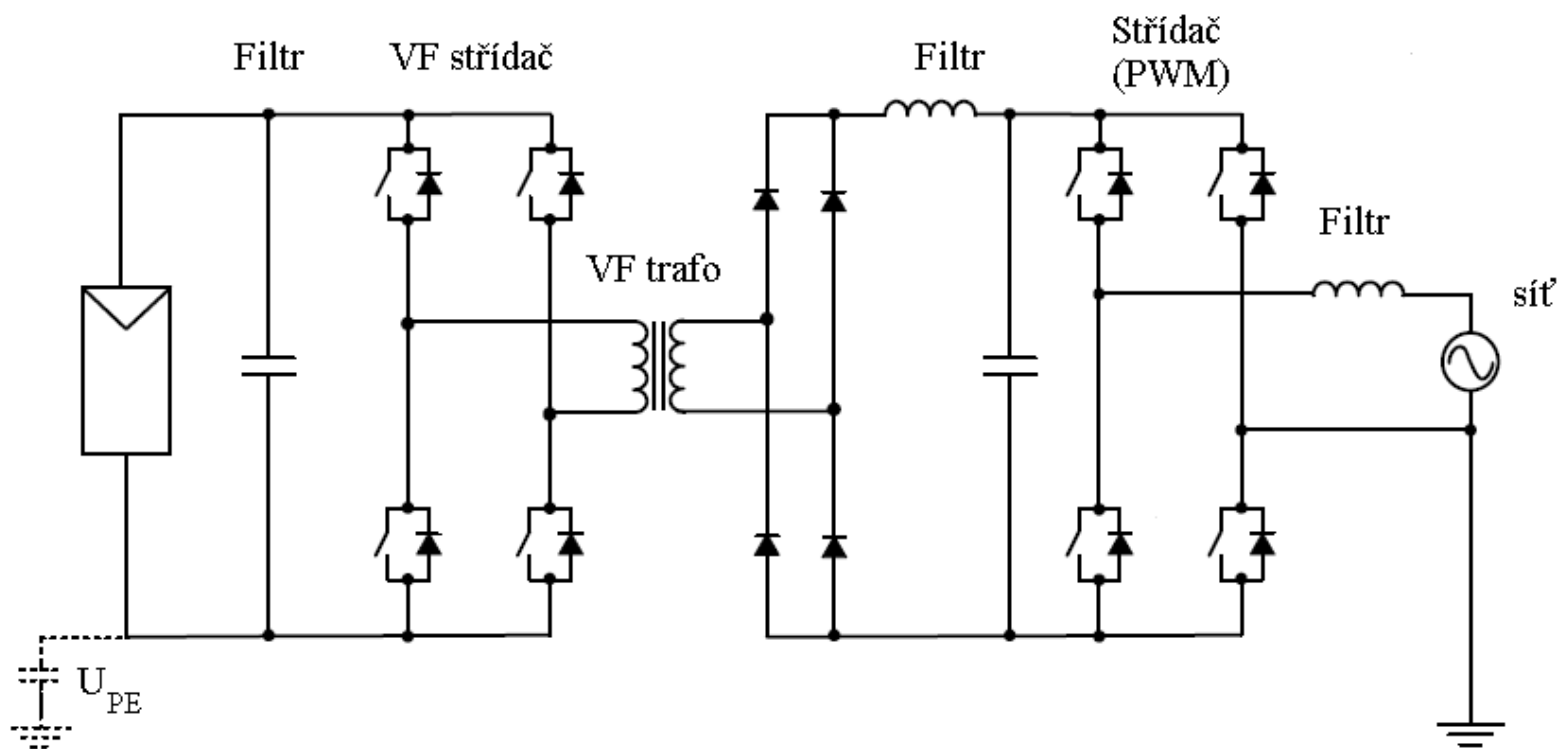 Filtr
VF střídač
Filtr
Střídač
(PWM)
Filtr
VF trafo
síť
U PE